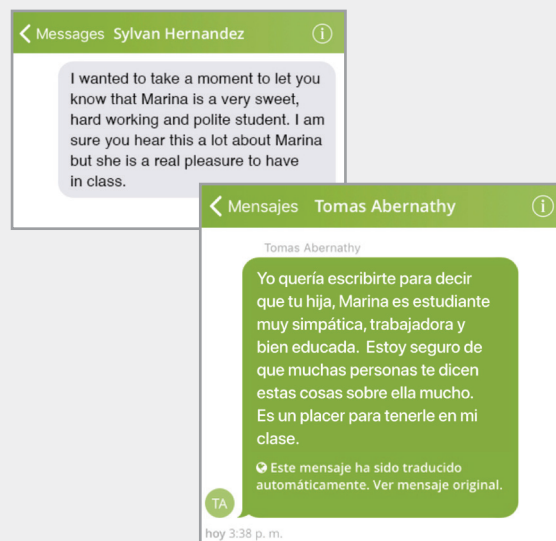 Messages Sylvan Hernandez
I wanted to take a moment to let you
know that Marina is a very sweet,
hard working and polite student. I am
sure you hear this a lot about Marina
but she is a real pleasure to have
in class.
Mensajes Tomas Abernathy
Tomas Abernathy
Yo quería escribirte para decir
que tu hija, Marina es estudiante
muy simpática, trabajadora y
bien educada. Estoy seguro de
que muchas personas te dicen
estas cosas sobre ella mucho.
Es un placer para tenerle en mi
clase.
Este mensaje ha sido traducido
automáticamente. Ver mensaje original.
TA
hoy 3:38 p. m.